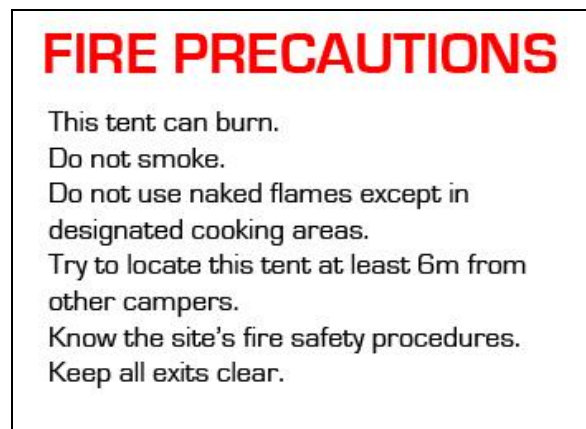 FIRE PRECAUTIONS
This tent can burn.
Do not smoke.
Do not use naked flames except in
designated cooking areas.
Try to locate this tent at least 6m from
other campers.
Know the site's fire safety procedures.
Keep all exits clear.